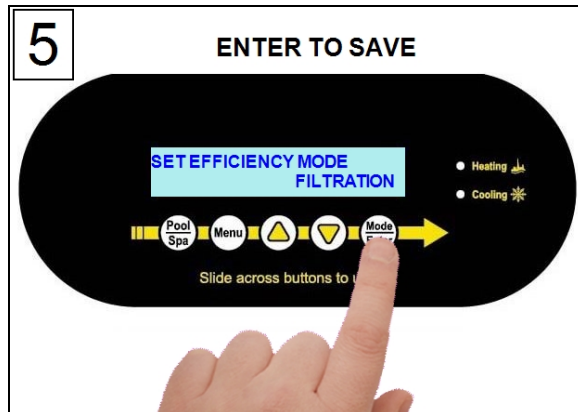 5
ENTER TO SAVE
SET EFFICIENCY MODE
FILTRATION
Heating
Cooling
Pool
Spa
Menu
Mode
Slide across buttons to